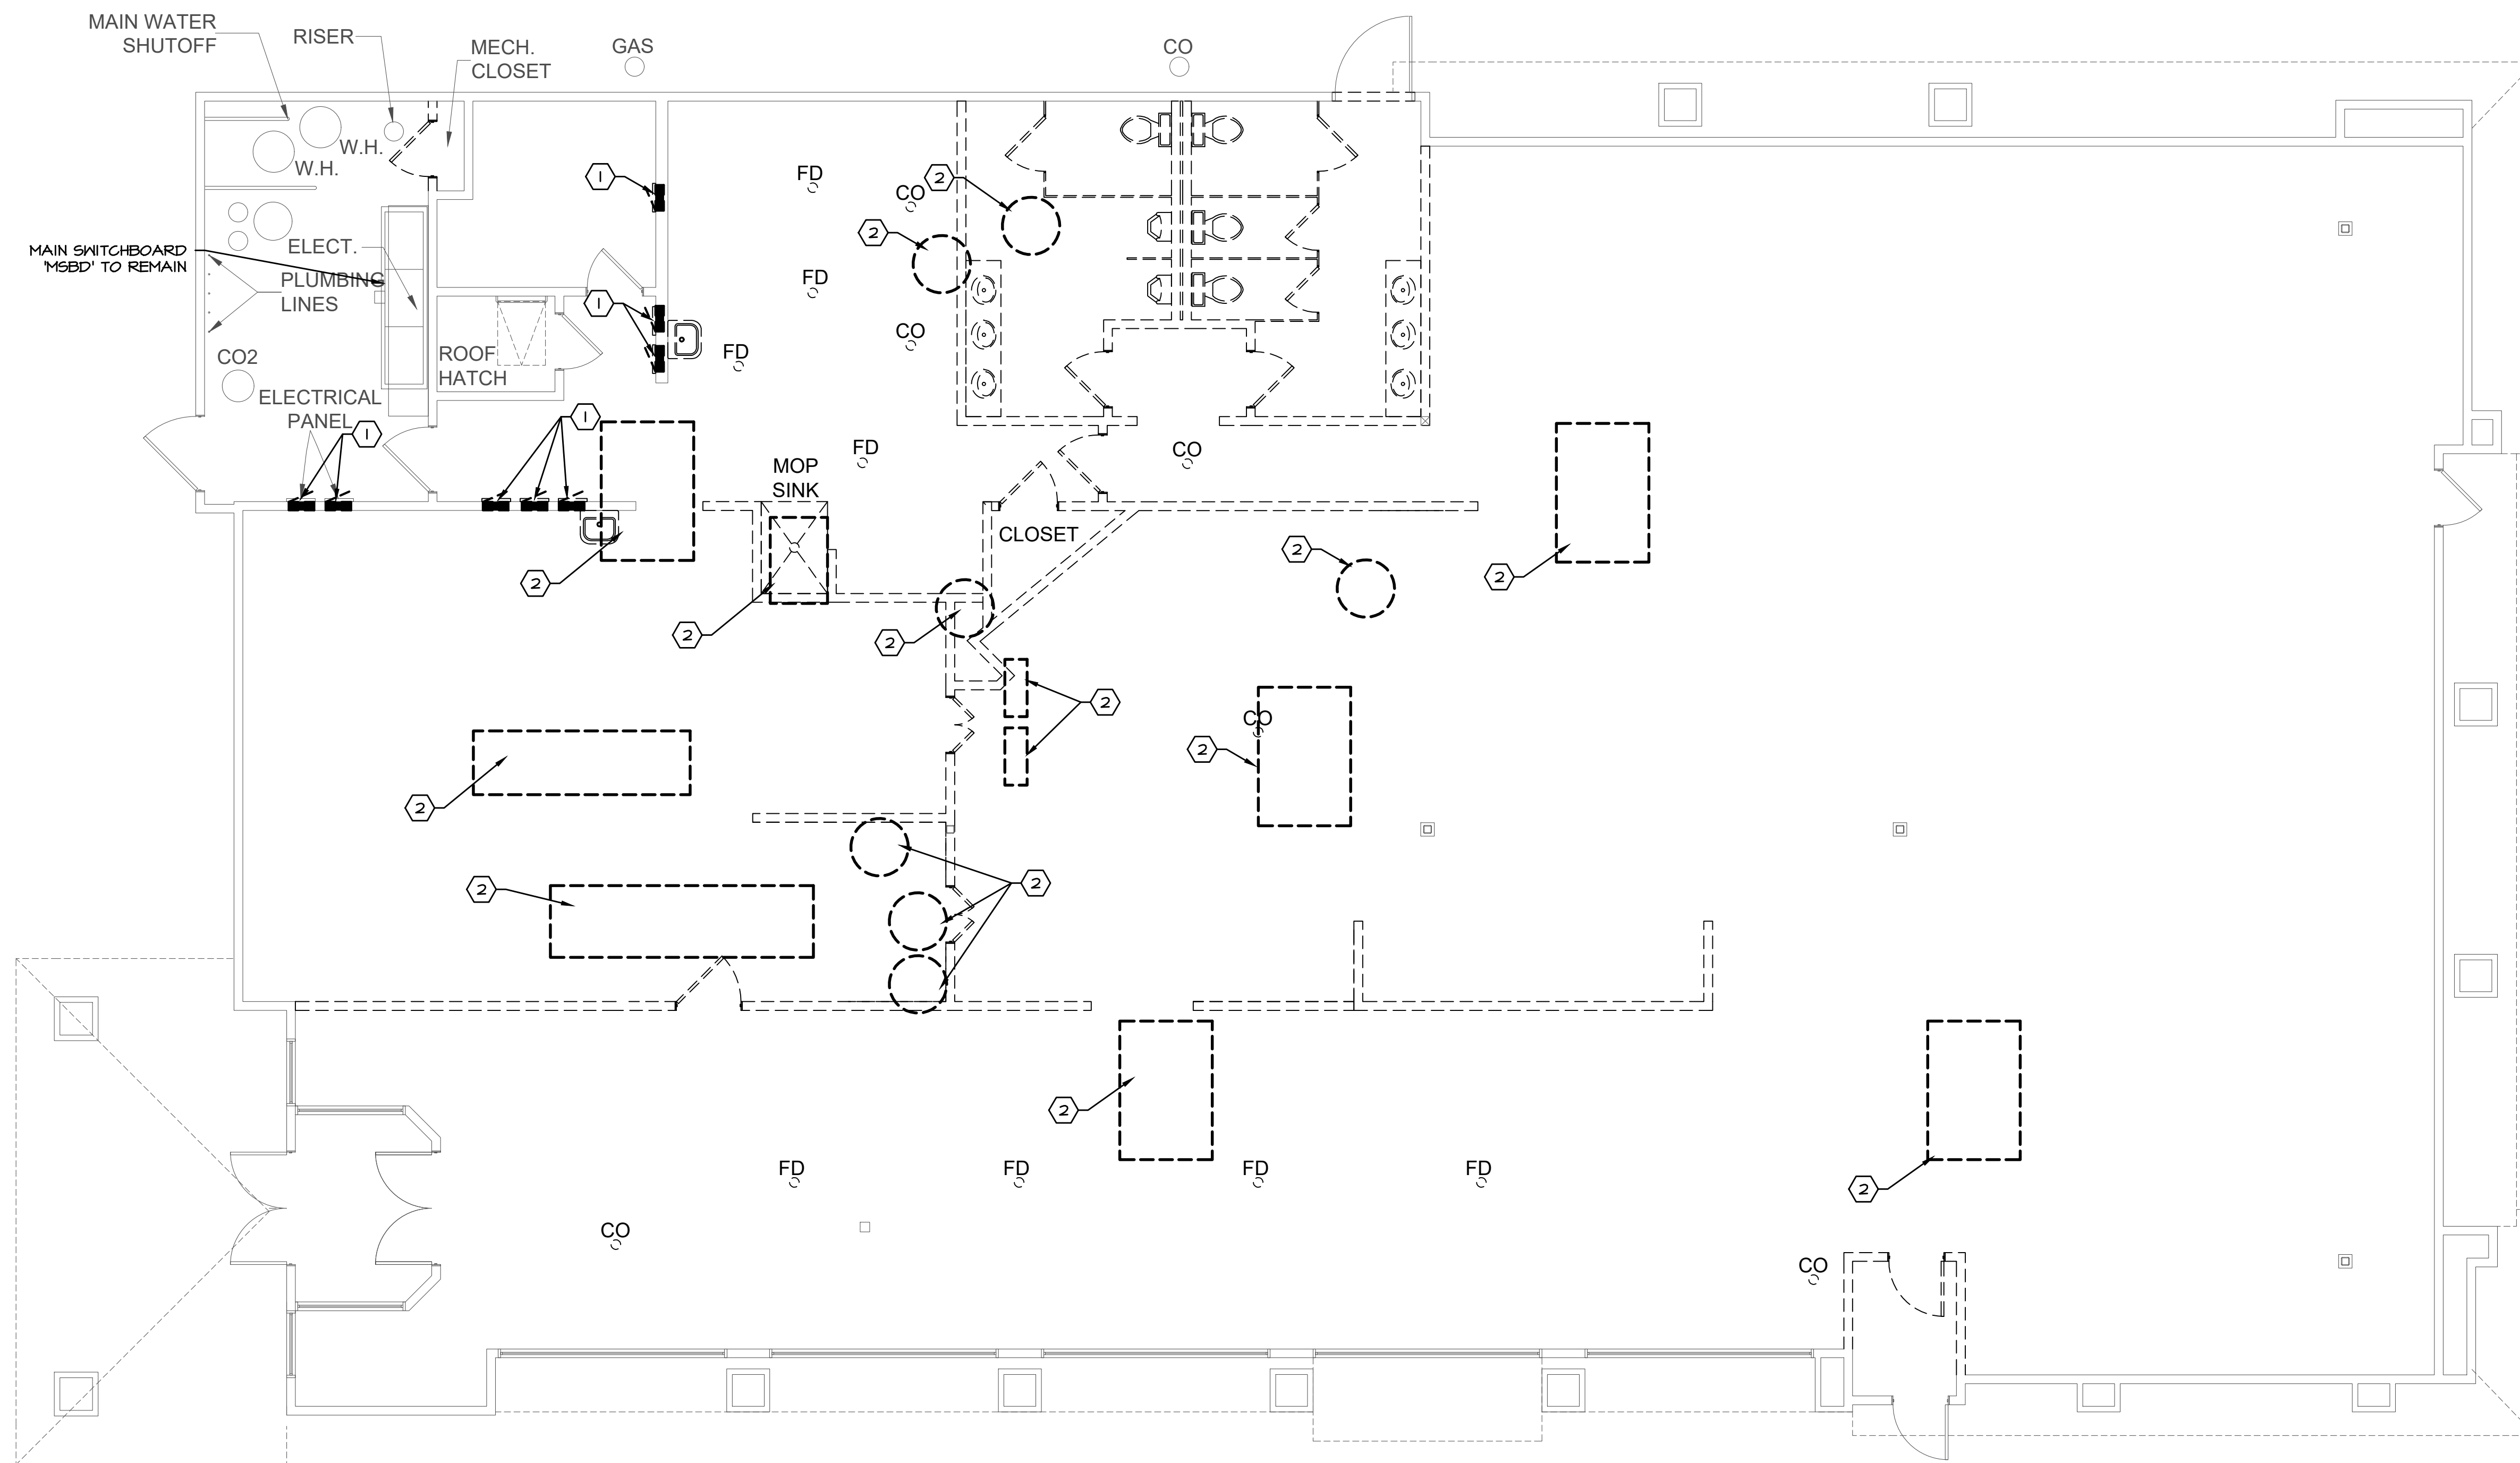 MAIN WATER
SHUTOFF
RISER
MECH.
CLOSET
GAS
CO
W.H.
W.H.
1
FD
CO
2
2
MAIN SWITCHBOARD
'MSBD' TO REMAIN
ELECT.
PLUMBING
LINES
FD
1
CO
FD
CO2
ROOF
HATCH
ELECTRICAL
PANEL
1
1
FD
MOP
SINK
CO
CLOSET
2
2
2
2
2
2
CO
2
2
2
2
2
2
FD
FD
FD
FD
2
CO
CO